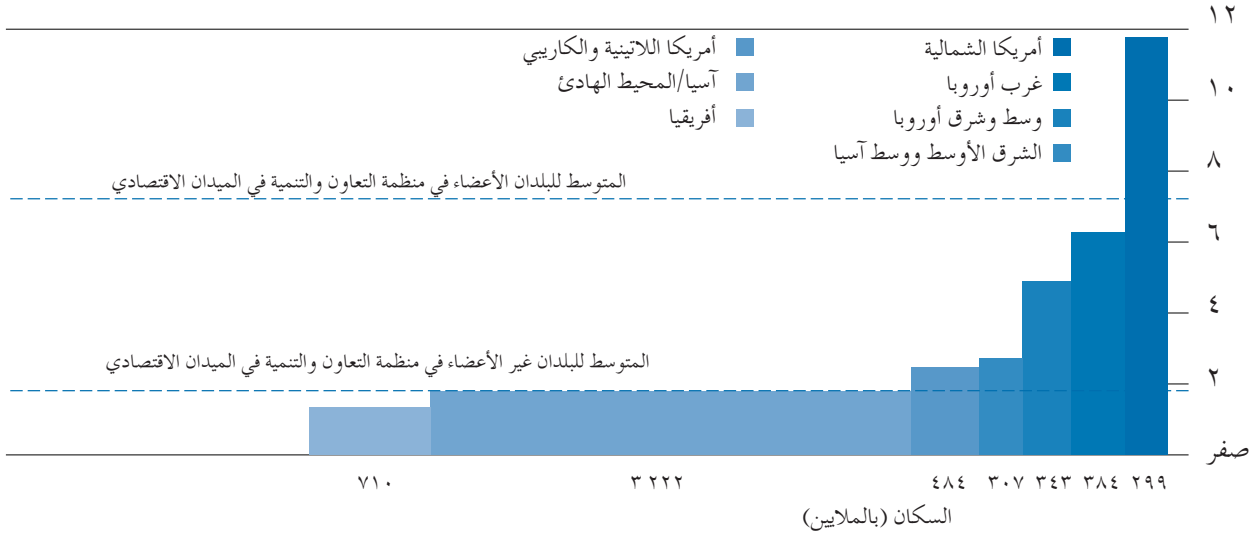 ١٢
١٠
٨
٦
٤
٢
صفر
أمريكا الشمالية
غرب أوروبا
وسط وشرق أوروبا
الشرق الأوسط ووسط آسيا
أمريكا اللاتينية والكاريبي
آسيا/المحيط الهادئ
أفريقيا
المتوسط للبلدان الأعضاء في منظمة التعاون والتنمية في الميدان الاقتصادي
المتوسط للبلدان غير الأعضاء في منظمة التعاون والتنمية في الميدان الاقتصادي
٢٩٩
٣٨٤
٣٤٣
٣٠٧
٤٨٤
٣ ٢٢٢
٧١٠
السكان (بالملايين)